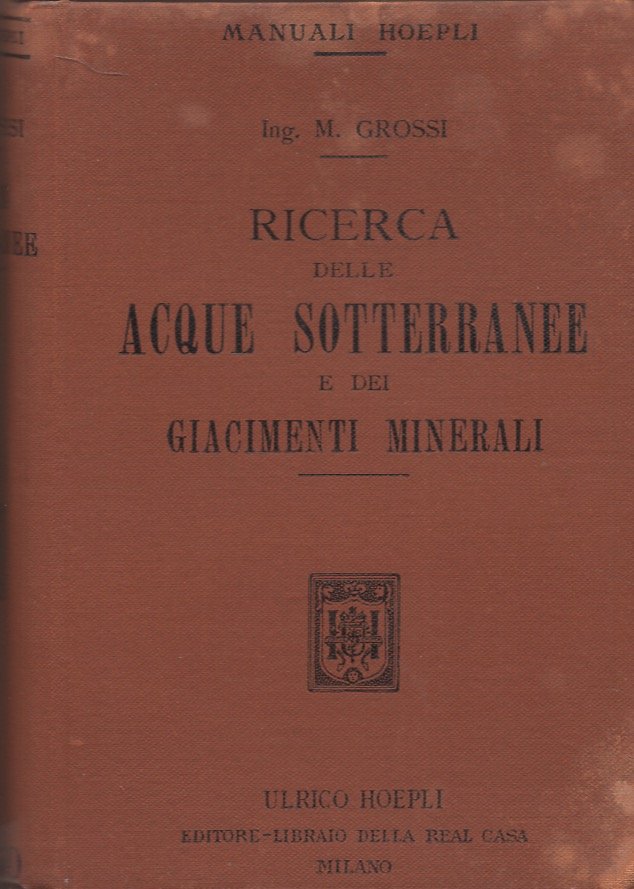 MANUALI HOEPLI
Ing. M. GROSSI
RICERCA
DELLE
ACQUE SOTTERRANEE
E DEI
GIACIMENTI MINERALI
ULRICO HOEPLI
EDITORE-LIBRAIO DELLA REAL CASA
MILANO